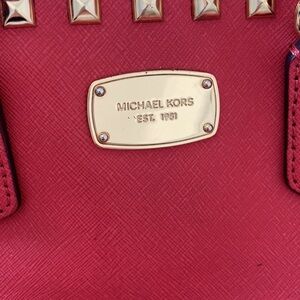 MICHAEL KORS
EST. 1981